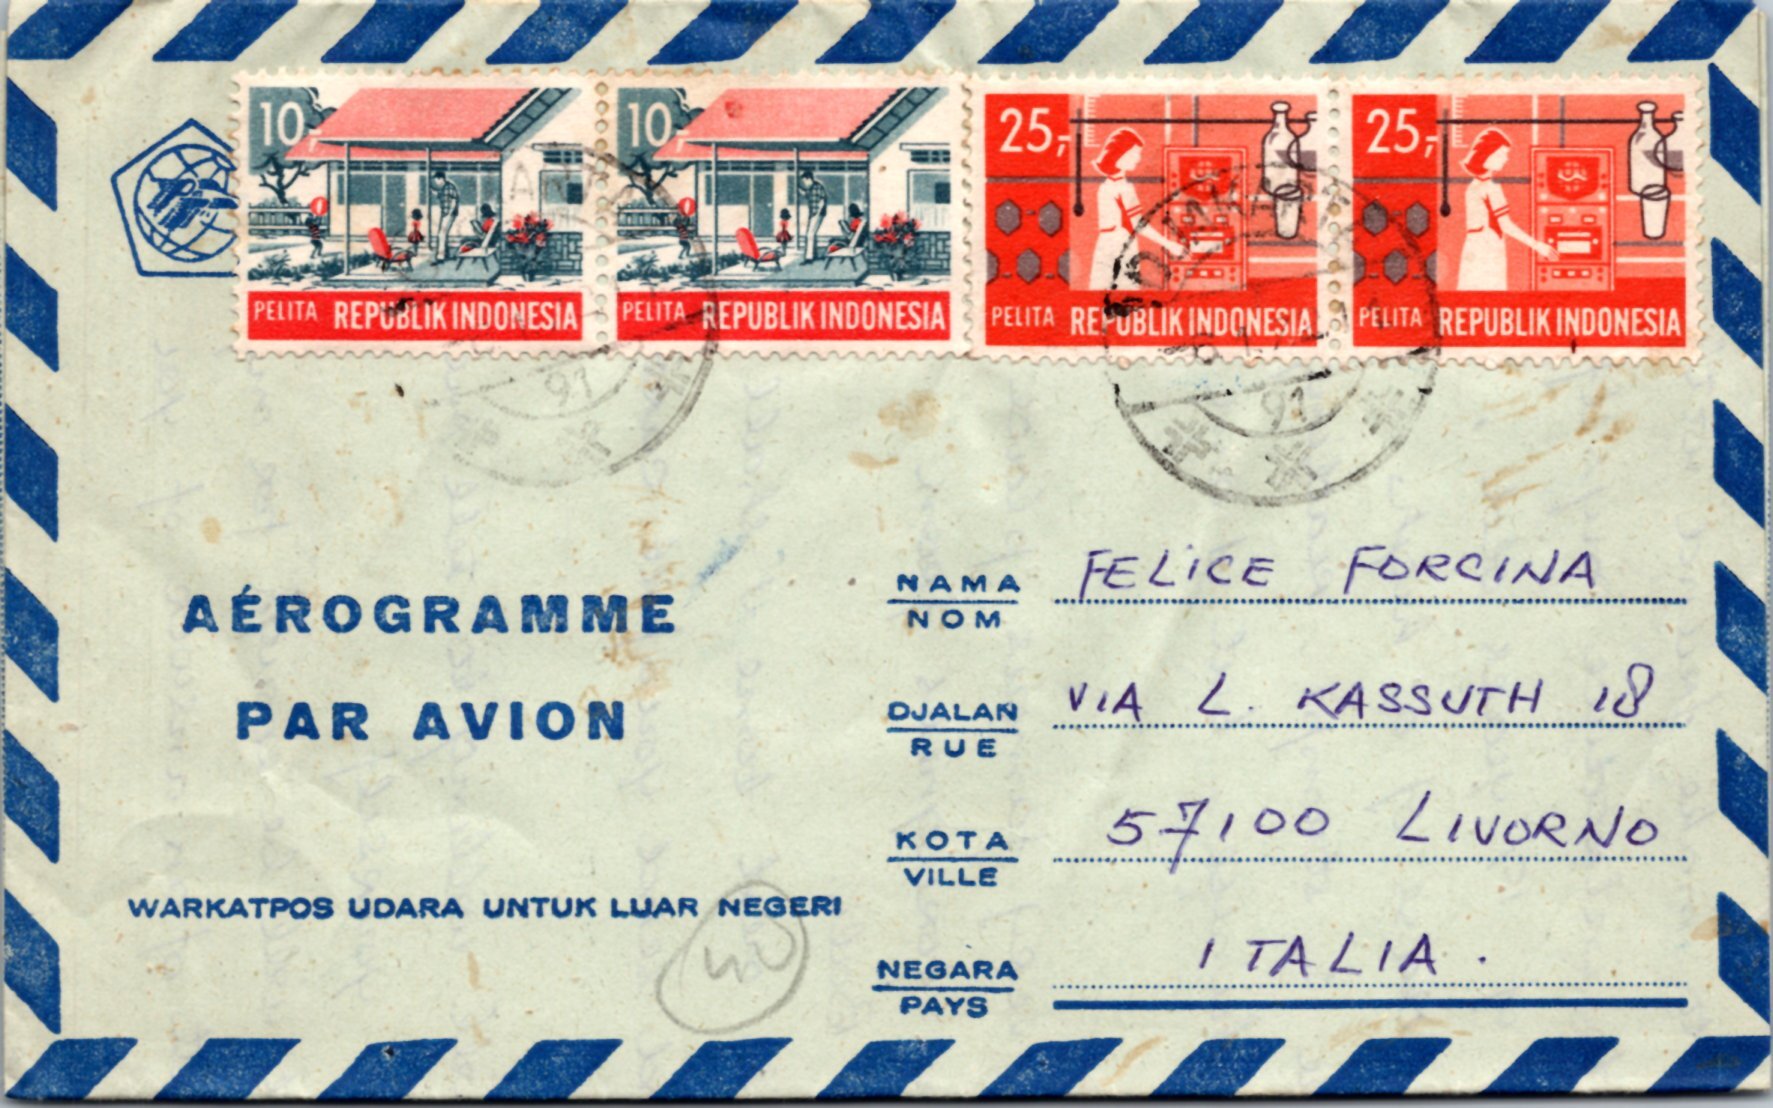 10,- 10,- 25,- 25,-
PELITA REPUBLIK INDONESIA PELITA REPUBLIK INDONESIA PELITA REPUBLIK INDONESIA PELITA REPUBLIK INDONESIA
91 91
AÉROGRAMME
PAR AVION
WARKATPOS UDARA UNTUK LUAR NEGERI
NAMA FELICE FORCINA
NOM
DJALAN VIA L. KASSUTH 18
RUE
KOTA 57100 LIVORNO
VILLE
NEGARA ITALIA.
PAYS